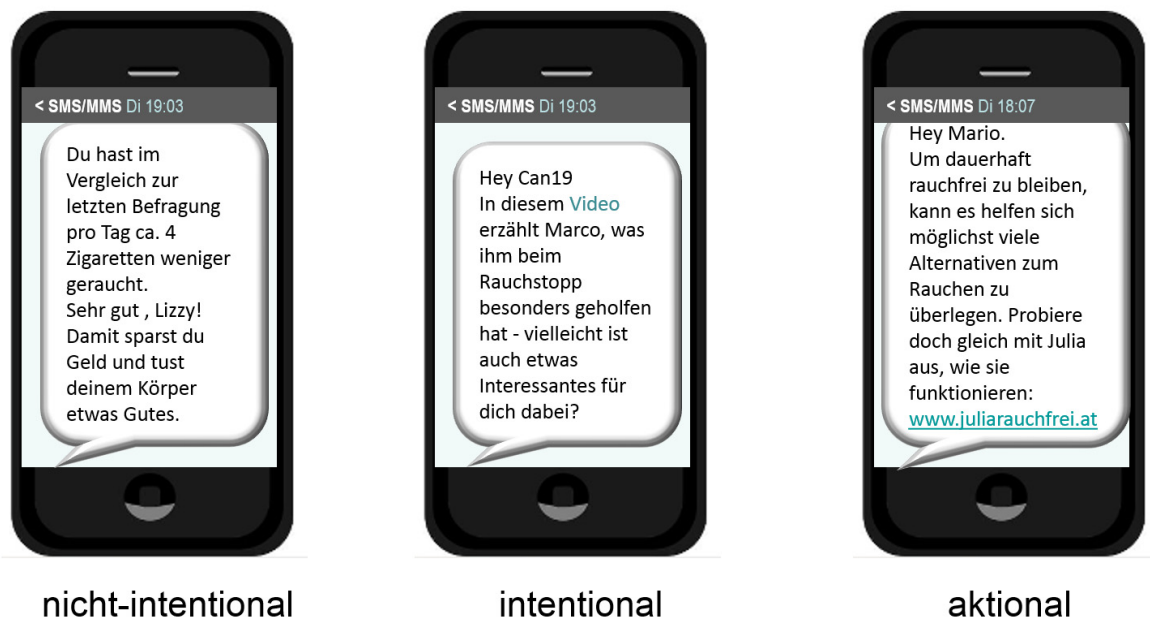 < SMS/MMS Di 19:03
Du hast im
Vergleich zur
letzten Befragung
pro Tag ca. 4
Zigaretten weniger
geraucht.
Sehr gut , Lizzy!
Damit sparst du
Geld und tust
deinem Körper
etwas Gutes.
nicht-intentional
< SMS/MMS Di 19:03
Hey Can19
In diesem Video
erzählt Marco, was
ihm beim
Rauchstopp
besonders geholfen
hat - vielleicht ist
auch etwas
Interessantes für
dich dabei?
intentional
< SMS/MMS Di 18:07
Hey Mario.
Um dauerhaft
rauchfrei zu bleiben,
kann es helfen sich
möglichst viele
Alternativen zum
Rauchen zu
überlegen. Probiere
doch gleich mit Julia
aus, wie sie
funktionieren:
www.juliarauchfrei.at
aktional